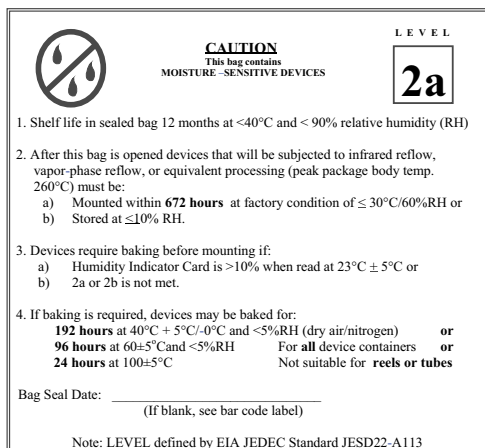 L E V E L
CAUTION
This bag contains
MOISTURE –SENSITIVE DEVICES
2a
1. Shelf life in sealed bag 12 months at <40°C and < 90% relative humidity (RH)
2. After this bag is opened devices that will be subjected to infrared reflow,
vapor-phase reflow, or equivalent processing (peak package body temp.
260°C) must be:
a) Mounted within 672 hours at factory condition of ≤ 30°C/60%RH or
b) Stored at ≤10% RH.
3. Devices require baking before mounting if:
a) Humidity Indicator Card is >10% when read at 23°C ± 5°C or
b) 2a or 2b is not met.
4. If baking is required, devices may be baked for:
192 hours at 40°C + 5°C/-0°C and <5%RH (dry air/nitrogen) or
96 hours at 60±5°Cand <5%RH For all device containers or
24 hours at 100±5°C Not suitable for reels or tubes
Bag Seal Date: ________________________________
(If blank, see bar code label)
Note: LEVEL defined by EIA JEDEC Standard JESD22-A113